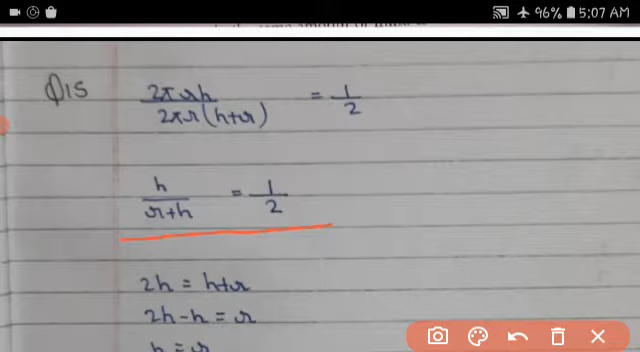 96% 5:07 AM
Q15 2πrh / 2πr(h+r) = 1/2
h / r+h = 1/2
2h = h+r
2h-h = r
h = r